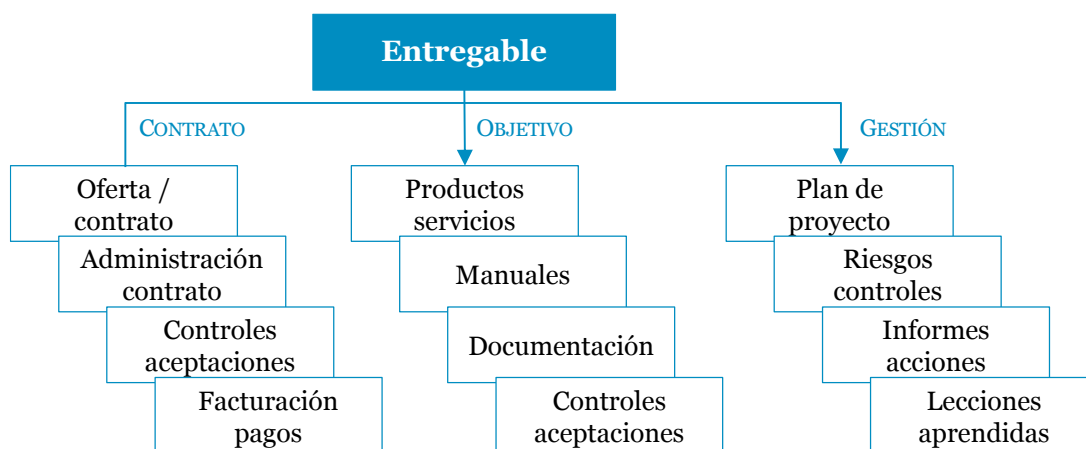 Entregable
CONTRATO
OBJETIVO
GESTIÓN
Oferta /
contrato
Administración
contrato
Controles
aceptaciones
Facturación
pagos
Productos
servicios
Manuales
Documentación
Controles
aceptaciones
Plan de
proyecto
Riesgos
controles
Informes
acciones
Lecciones
aprendidas